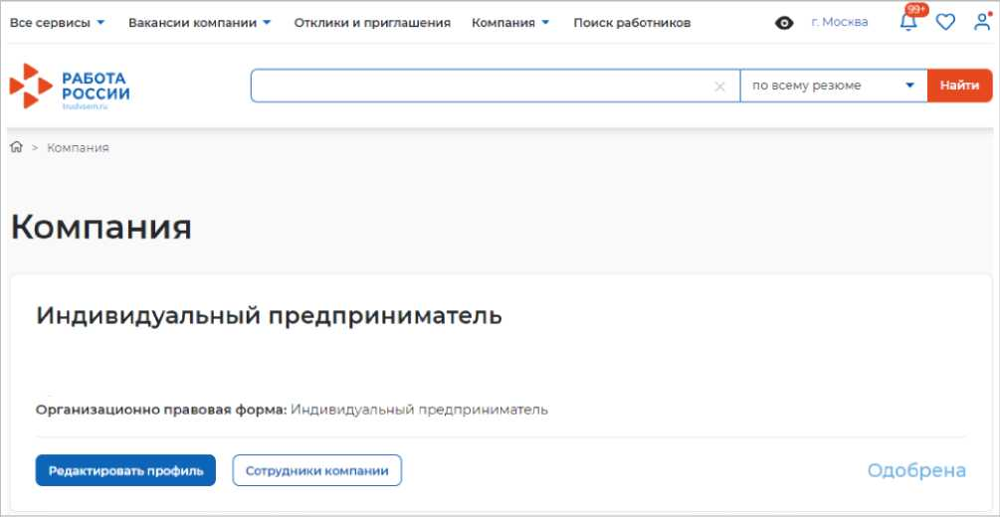 Все сервисы Вакансии компании Отклики и приглашения Компания Поиск работников г. Москва 99+
РАБОТА
РОССИИ
trudvsem.ru
по всему резюме Найти
> Компания
Компания
Индивидуальный предприниматель
Организационно правовая форма: Индивидуальный предприниматель
Редактировать профиль Сотрудники компании Одобрена